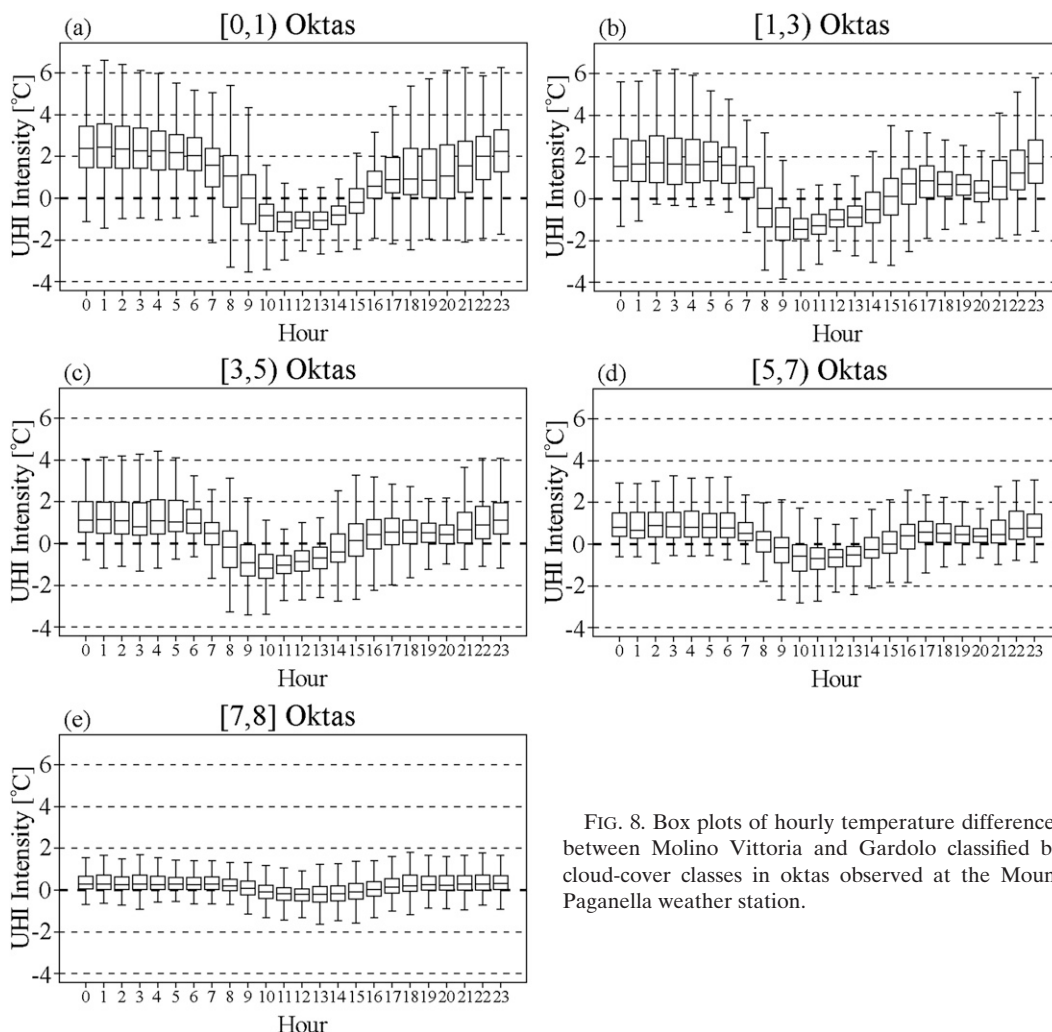 (a) [0,1) Oktas
UHI Intensity [°C]
6
4
2
0
-2
-4
0 1 2 3 4 5 6 7 8 9 10 11 12 13 14 15 16 17 18 19 20 21 22 23
Hour
(b) [1,3) Oktas
UHI Intensity [°C]
6
4
2
0
-2
-4
0 1 2 3 4 5 6 7 8 9 10 11 12 13 14 15 16 17 18 19 20 21 22 23
Hour
(c) [3,5) Oktas
UHI Intensity [°C]
6
4
2
0
-2
-4
0 1 2 3 4 5 6 7 8 9 10 11 12 13 14 15 16 17 18 19 20 21 22 23
Hour
(d) [5,7) Oktas
UHI Intensity [°C]
6
4
2
0
-2
-4
0 1 2 3 4 5 6 7 8 9 10 11 12 13 14 15 16 17 18 19 20 21 22 23
Hour
(e) [7,8] Oktas
UHI Intensity [°C]
6
4
2
0
-2
-4
0 1 2 3 4 5 6 7 8 9 10 11 12 13 14 15 16 17 18 19 20 21 22 23
Hour
FIG. 8. Box plots of hourly temperature difference
between Molino Vittoria and Gardolo classified b
cloud-cover classes in oktas observed at the Moun
Paganella weather station.